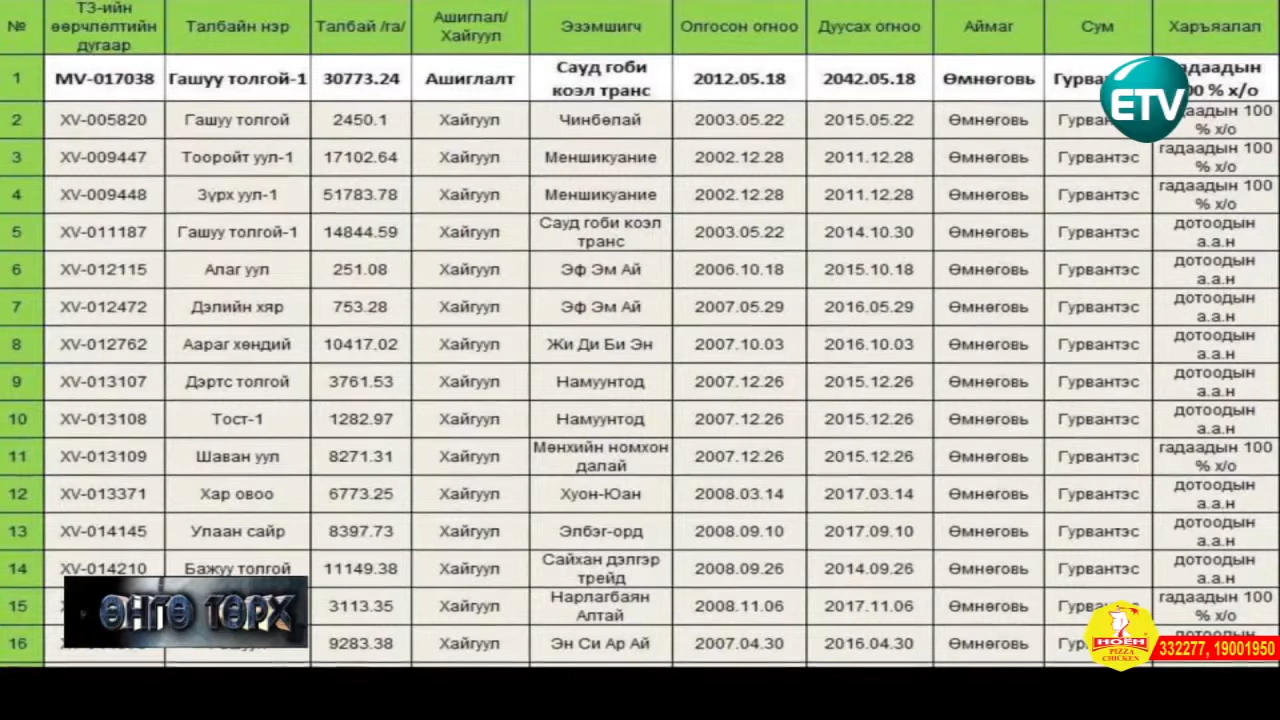 № ТЗ-ийн өөрчлөлтийн дугаар Талбайн нэр Талбай /га/ Ашиглал/ Хайгуул Эзэмшигч Олгосон огноо Дуусах огноо Аймаг Сум Харъяалал
1 MV-017038 Гашуу толгой-1 30773.24 Ашиглалт Сауд гоби коэл транс 2012.05.18 2042.05.18 Өмнөговь
2 XV-005820 Гашуу толгой 2450.1 Хайгуул Чинбөлай 2003.05.22 2015.05.22 Өмнөговь 100 % х/о
3 XV-009447 Тооройт уул-1 17102.64 Хайгуул Меншикуание 2002.12.28 2011.12.28 Өмнөговь Гурвантэс гадаадын 100 % х/о
4 XV-009448 Зүрх уул-1 51783.78 Хайгуул Меншикуание 2002.12.28 2011.12.28 Өмнөговь Гурвантэс гадаадын 100 % х/о
5 XV-011187 Гашуу толгой-1 14844.59 Хайгуул Сауд гоби коэл транс 2003.05.22 2014.10.30 Өмнөговь Гурвантэс дотоодын а.а.н
6 XV-012115 Алаг уул 251.08 Хайгуул Эф Эм Ай 2006.10.18 2015.10.18 Өмнөговь Гурвантэс дотоодын а.а.н
7 XV-012472 Дэлийн хяр 753.28 Хайгуул Эф Эм Ай 2007.05.29 2016.05.29 Өмнөговь Гурвантэс дотоодын а.а.н
8 XV-012762 Аараг хөндий 10417.02 Хайгуул Жи Ди Би Эн 2007.10.03 2016.10.03 Өмнөговь Гурвантэс дотоодын а.а.н
9 XV-013107 Дэртс толгой 3761.53 Хайгуул Намуунтод 2007.12.26 2015.12.26 Өмнөговь Гурвантэс дотоодын а.а.н
10 XV-013108 Тост-1 1282.97 Хайгуул Намуунтод 2007.12.26 2015.12.26 Өмнөговь Гурвантэс дотоодын а.а.н
11 XV-013109 Шаван уул 8271.31 Хайгуул Мөнхийн номхон далай 2007.12.26 2015.12.26 Өмнөговь Гурвантэс гадаадын 100 % х/о
12 XV-013371 Хар овоо 6773.25 Хайгуул Хуон-Юан 2008.03.14 2017.03.14 Өмнөговь Гурвантэс дотоодын а.а.н
13 XV-014145 Улаан сайр 8397.73 Хайгуул Элбэг-орд 2008.09.10 2017.09.10 Өмнөговь Гурвантэс дотоодын а.а.н
14 XV-014210 Бажуу толгой 11149.38 Хайгуул Сайхан дэлгэр трейд 2008.09.26 2014.09.26 Өмнөговь Гурвантэс дотоодын а.а.н
15 3113.35 Хайгуул Нарлагбаян Алтай 2008.11.06 2017.11.06 Өмнөговь Гурвантэс гадаадын 100 % х/о
16 9283.38 Хайгуул Эн Си Ар Ай 2007.04.30 2016.04.30 Өмнөговь
ETV
ӨНГӨ ТӨРХ
НОЁН
PIZZA
CHICKEN
332277, 19001950